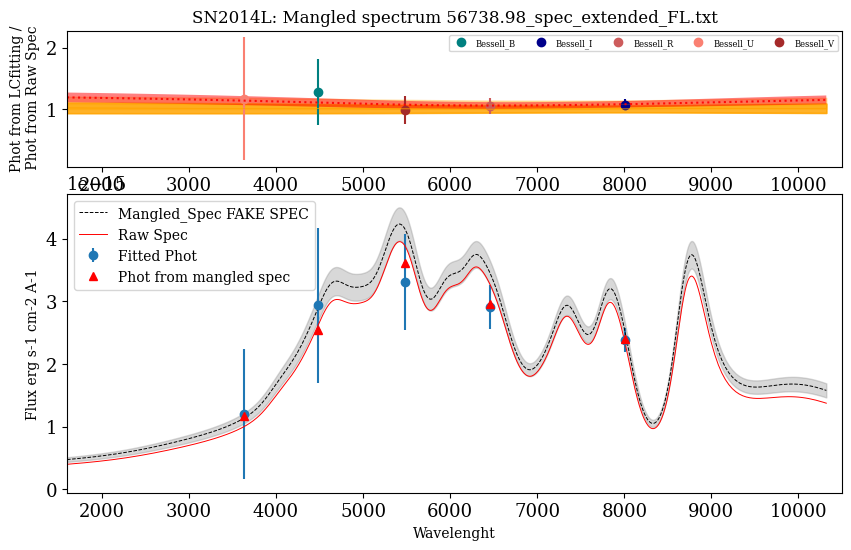 SN2014L: Mangled spectrum 56738.98_spec_extended_FL.txt
Phot from LCfitting /
Phot from Raw Spec
2
1
Bessell_B
Bessell_I
Bessell_R
Bessell_U
Bessell_V
2000 3000 4000 5000 6000 7000 8000 9000 10000
1e−15
Mangled_Spec FAKE SPEC
Raw Spec
Fitted Phot
Phot from mangled spec
Flux erg s-1 cm-2 A-1
4
3
2
1
0
2000 3000 4000 5000 6000 7000 8000 9000 10000
Wavelenght